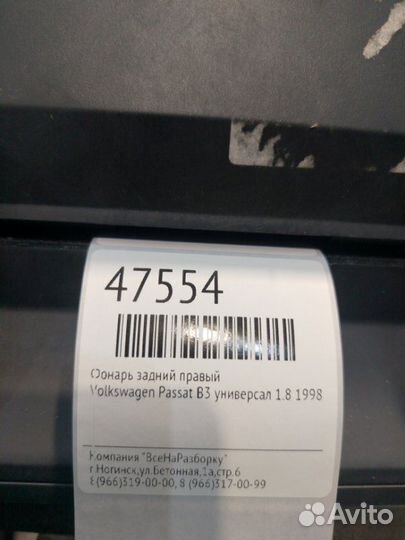 47554
Фонарь задний правый
Volkswagen Passat B3 универсал 1.8 1998
Компания "ВсеНаРазборку"
г.Ногинск,ул.Бетонная,1а,стр.6
8(966)319-00-00, 8 (966)317-00-99
Avito